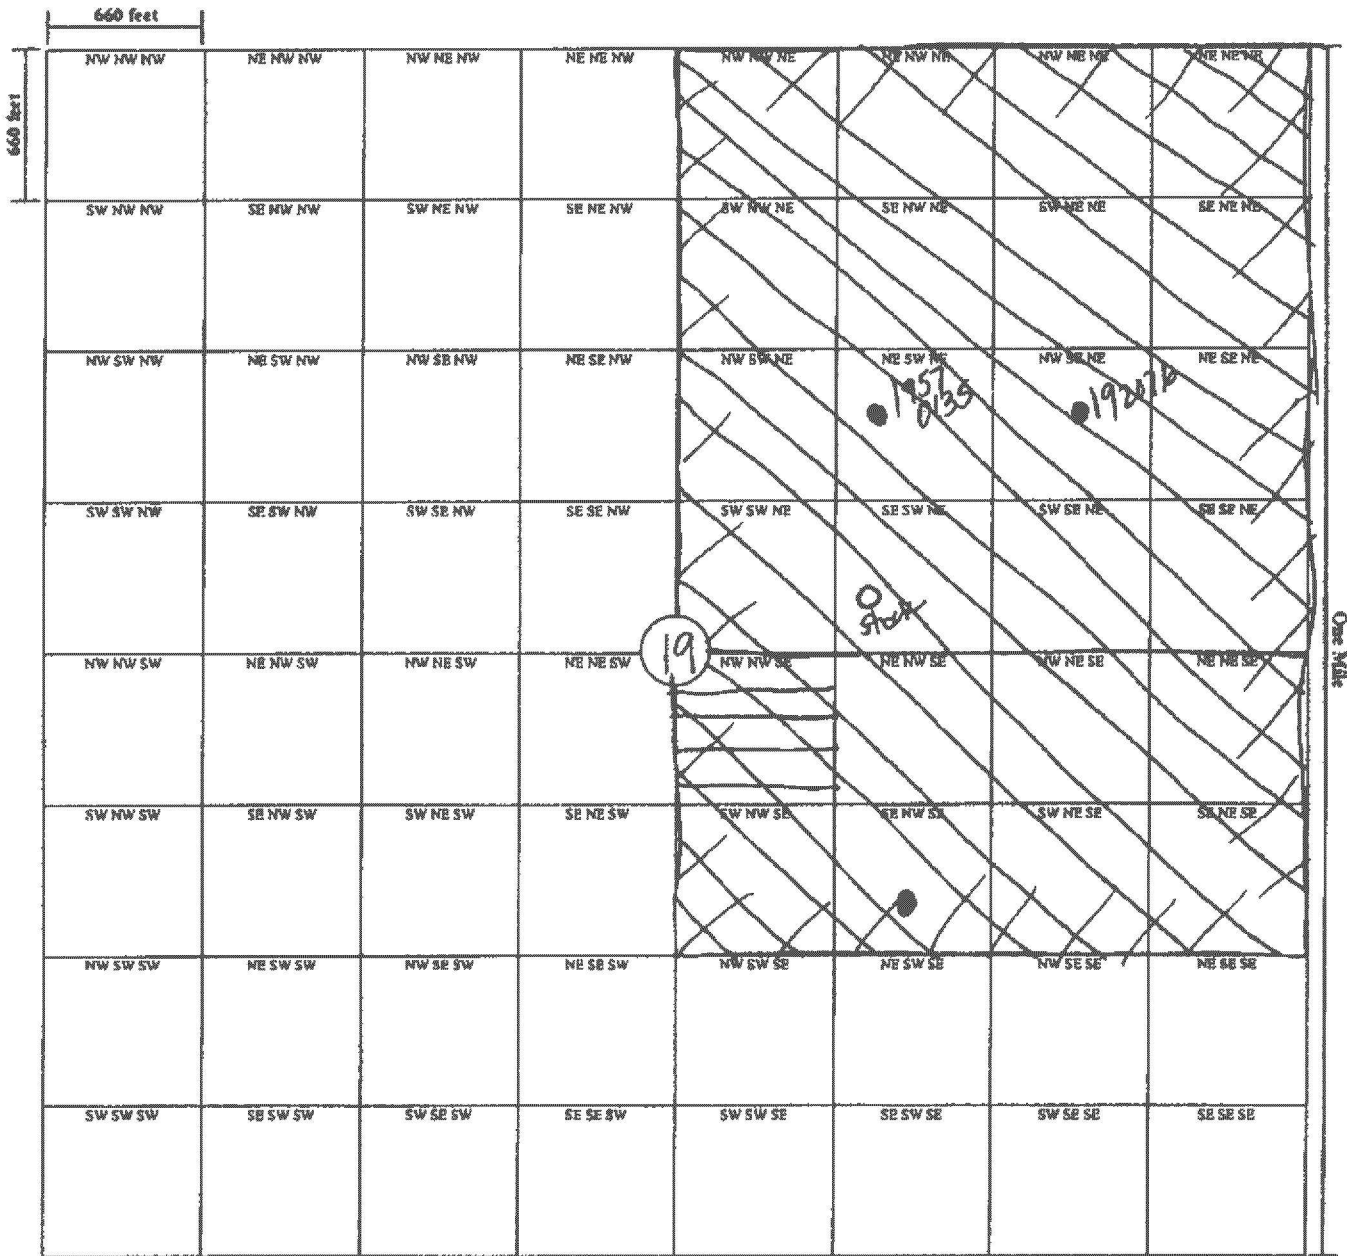 660 feet
660 feet
NW NW NW NE NW NW NW NE NW NE NE NW NW NW NE NE NW NE NW NE NE NE NE NE
SW NW NW SE NW NW SW NE NW SE NE NW SW NW NE SE NW NE SW NE NE SE NE NE
NW SW NW NE SW NW NW SE NW NE SE NW NW SW NE NE SW NE NW SE NE NE SE NE
1957
0135
SW SW NW SE SW NW SW SE NW SE SE NW SW SW NE SE SW NE SW SE NE SE SE NE
One Mile
19
NW NW SW NE NW SW NW NE SW NE NE SW NW NW SE NE NW SE NW NE SE NE NE SE
SW NW SW SE NW SW SW NE SW SE NE SW SW NW SE SE NW SE SW NE SE SE NE SE
NW SW SW NE SW SW NW SE SW NE SE SW NW SW SE NE SW SE NW SE SE NE SE SE
SW SW SW SE SW SW SW SE SW SE SE SW SW SW SE SE SW SE SW SE SE SE SE SE